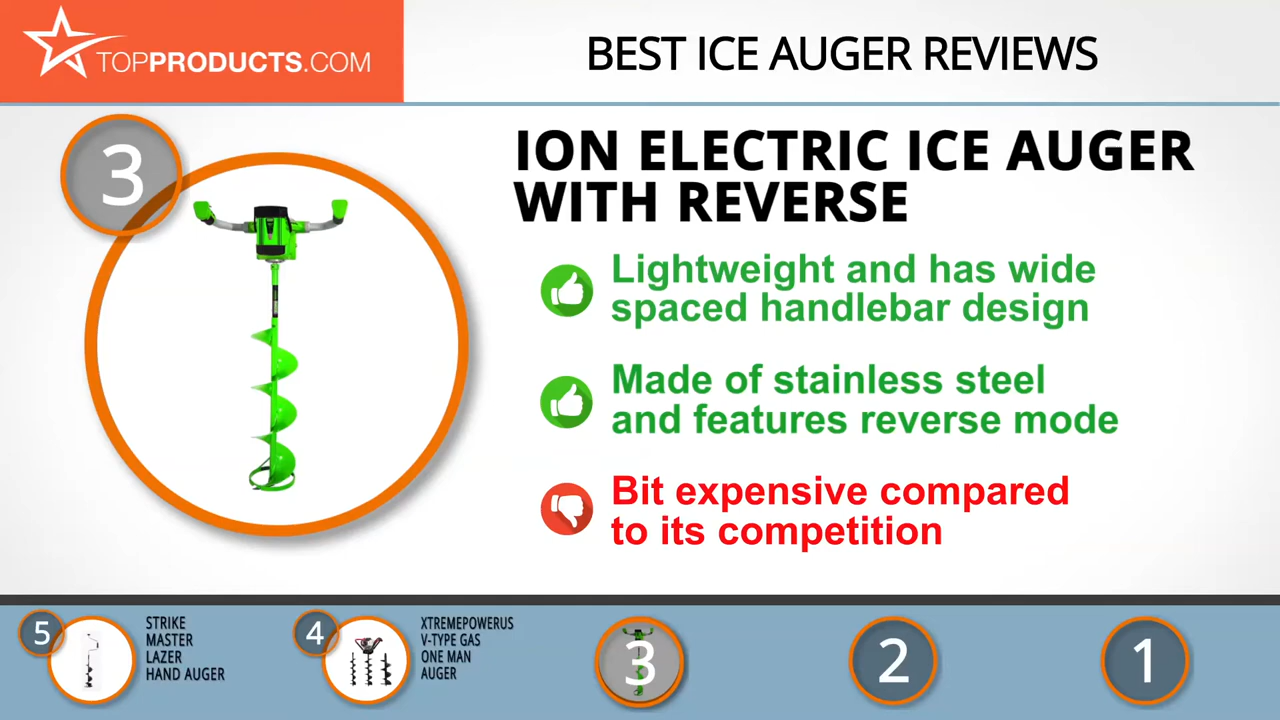 TOPPRODUCTS.COM
BEST ICE AUGER REVIEWS
3
ION ELECTRIC ICE AUGER
WITH REVERSE
Lightweight and has wide
spaced handlebar design
Made of stainless steel
and features reverse mode
Bit expensive compared
to its competition
5
STRIKE
MASTER
LAZER
HAND AUGER
4
XTREMEPOWERUS
V-TYPE GAS
ONE MAN
AUGER
3
2
1